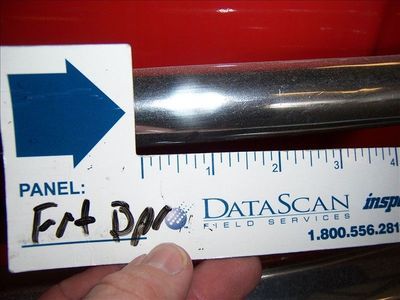 1 2 3 4
PANEL:
Frt Bpr
DATASCAN
FIELD SERVICES
insp
1.800.556.281